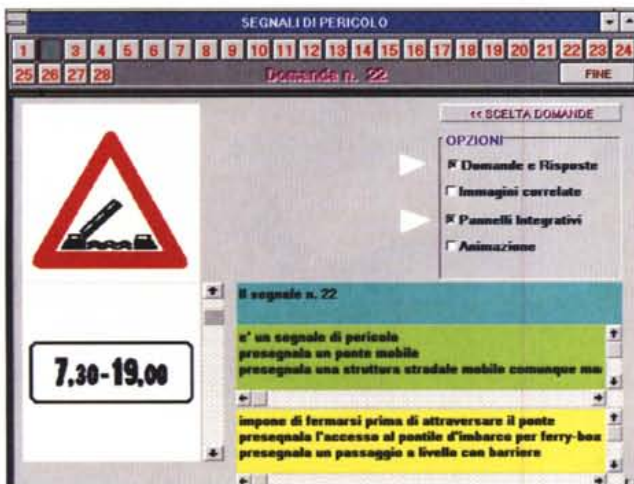 SEGNALI DI PERICOLO
1 3 4 5 6 7 8 9 10 11 12 13 14 15 16 17 18 19 20 21 22 23 24
25 26 27 28 Domanda n. 22 FINE
<< SCELTA DOMANDE
OPZIONI
Domande e Risposte
Immagini correlate
Pannelli Integrativi
Animazione
Il segnale n. 22
e' un segnale di pericolo
presegnala un ponte mobile
presegnala una struttura stradale mobile comunque
7,30-19,00
impone di fermarsi prima di attraversare il ponte
presegnala l'accesso al pontile d'imbarco per ferry-boa
presegnala un passaggio a livello con barriere